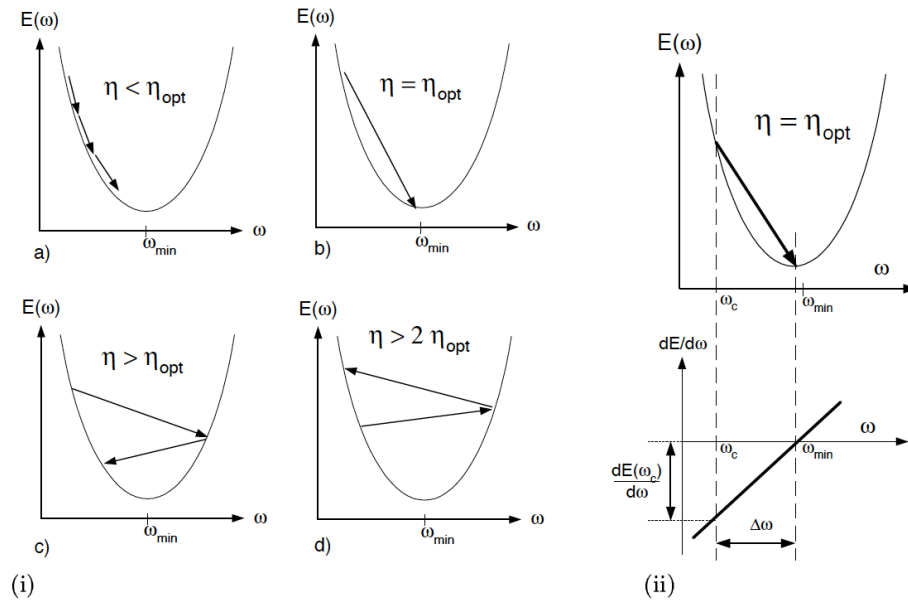 E(ω)
η < η_opt
ω_min
ω
a)
E(ω)
η = η_opt
ω_min
ω
b)
E(ω)
η > η_opt
ω_min
ω
c)
E(ω)
η > 2 η_opt
ω_min
ω
d)
(i)
E(ω)
η = η_opt
ω
ω_c
ω_min
dE/dω
ω
ω_c
ω_min
dE(ω_c)
dω
Δω
(ii)